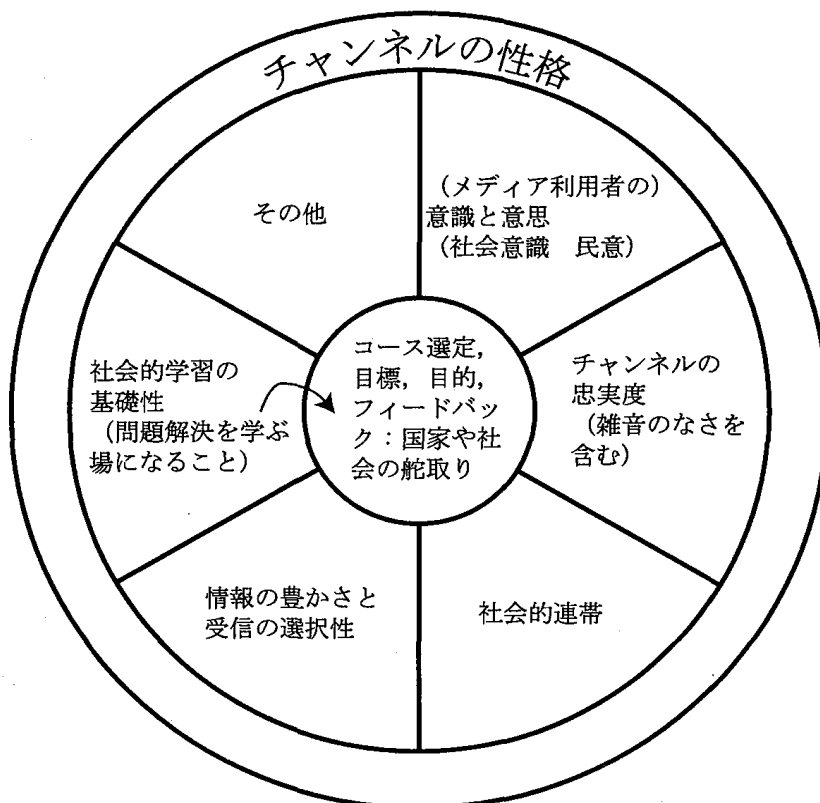 チャンネルの性格
その他
（メディア利用者の）
意識と意思
（社会意識　民意）
社会的学習の
基礎性
（問題解決を学ぶ
場になること）
コース選定，
目標，目的，
フィードバッ
ク：国家や社
会の舵取り
チャンネルの
忠実度
（雑音のなさを
含む）
情報の豊かさと
受信の選択性
社会的連帯